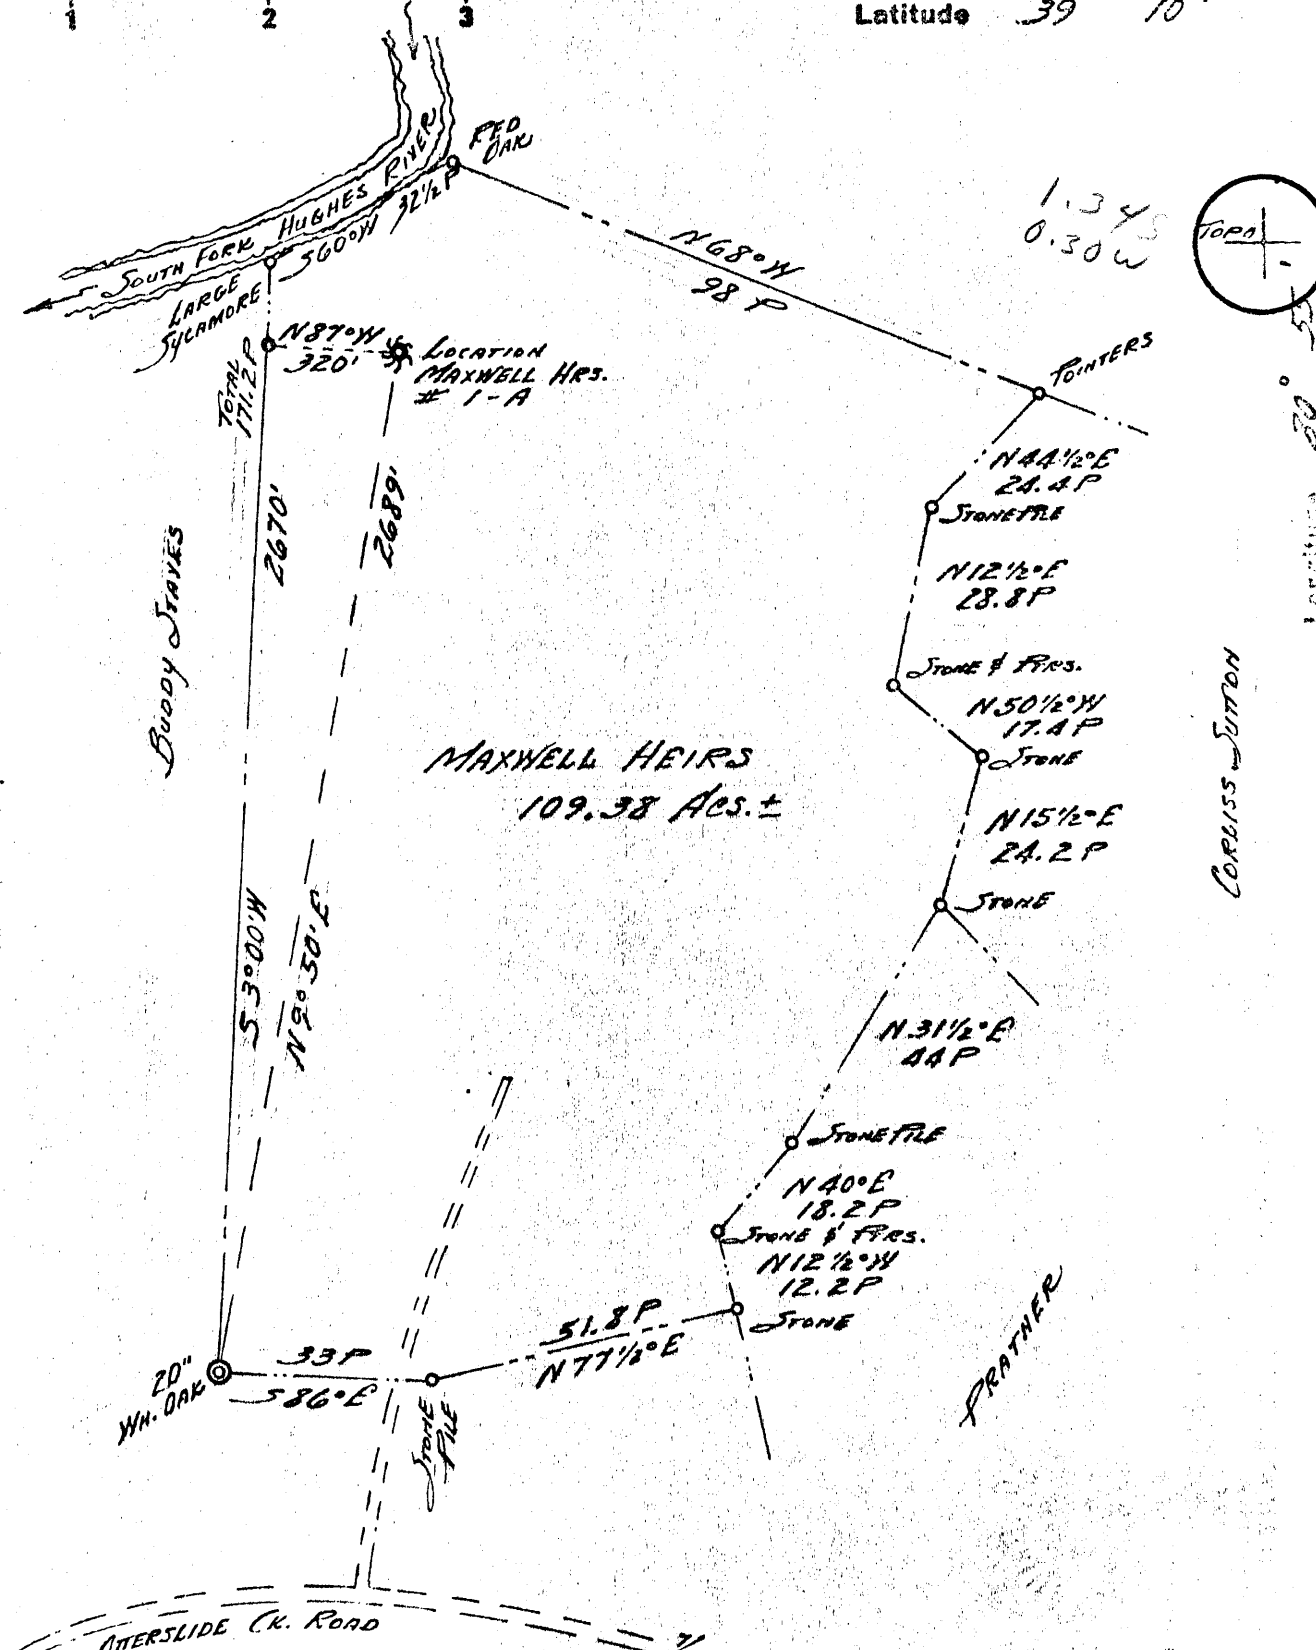 1 2 3
Latitude 39 10'
RED
OAK
SOUTH FORK HUGHES RIVER
S60°W 32½P
LARGE
SYCAMORE
N68°W
98 P
1.34S
0.30W
TOPO
55'
80°
POINTERS
N87°W
320'
LOCATION
MAXWELL HRS.
# 1-A
TOTAL
171.2P
2670'
2689'
N44½°E
24.4P
STONE PILE
N12½°E
28.8P
STONE & PTRS.
N50½°W
17.4P
STONE
N15½°E
24.2P
STONE
BUDDY STAVES
MAXWELL HEIRS
109.38 Acs.±
CORLISS SUTTON
S3°00'W
N9°50'E
N31½°E
44P
STONE PILE
N40°E
18.2P
STONE & PTRS.
N12½°W
12.2P
STONE
51.8P
N77½°E
33P
S86°E
20"
WH. OAK
STONE
PILE
PRATHER
OTTERSLIDE CK. ROAD